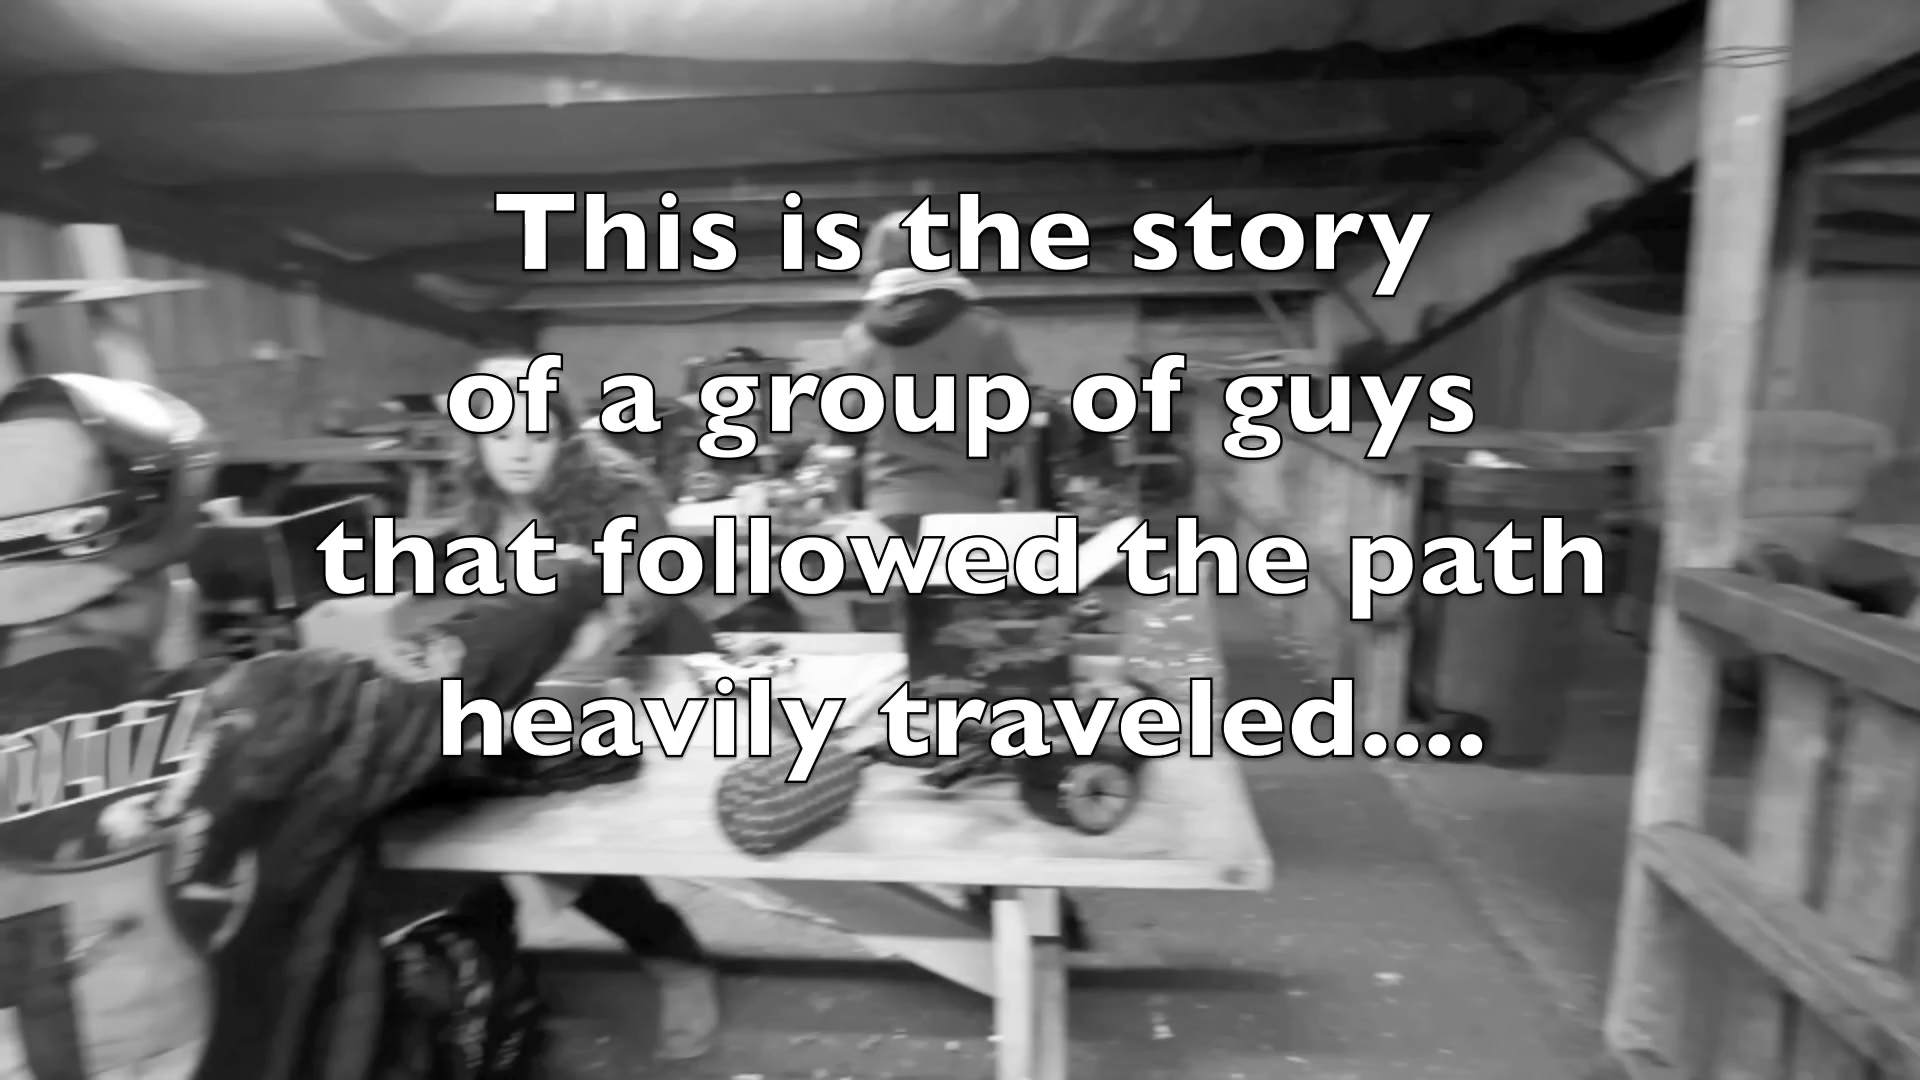 This is the story
of a group of guys
that followed the path
heavily traveled....